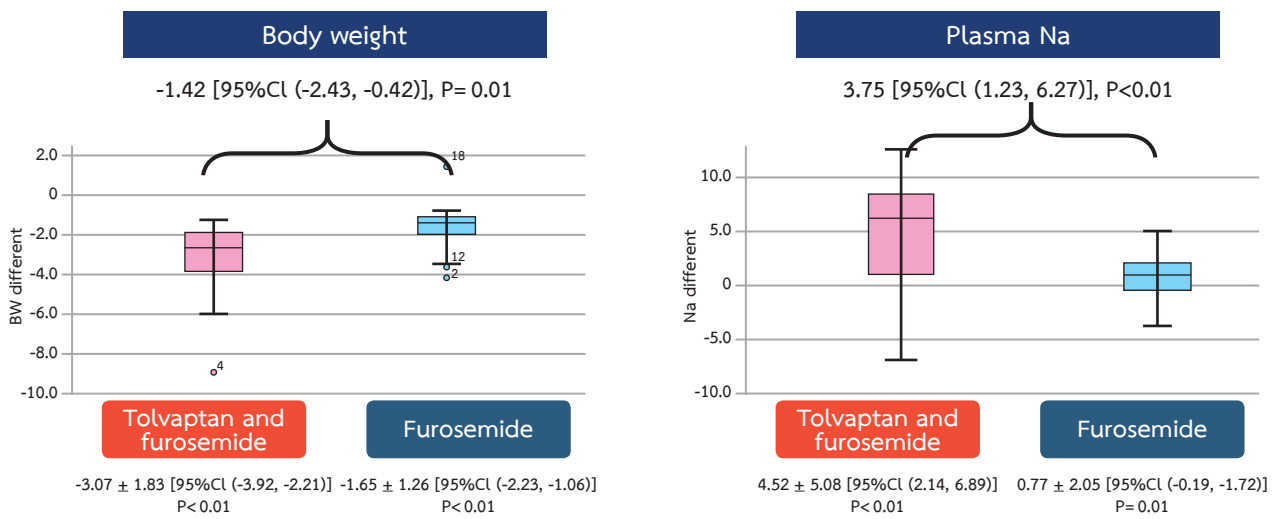 Body weight
-1.42 [95%Cl (-2.43, -0.42)], P= 0.01
BW different
2.0
0
-2.0
-4.0
-6.0
-8.0
-10.0
18
12
2
4
Tolvaptan and
furosemide
Furosemide
-3.07 ± 1.83 [95%Cl (-3.92, -2.21)]
P< 0.01
-1.65 ± 1.26 [95%Cl (-2.23, -1.06)]
P< 0.01
Plasma Na
3.75 [95%Cl (1.23, 6.27)], P<0.01
Na different
10.0
5.0
0
-5.0
-10.0
Tolvaptan and
furosemide
Furosemide
4.52 ± 5.08 [95%Cl (2.14, 6.89)]
P< 0.01
0.77 ± 2.05 [95%Cl (-0.19, -1.72)]
P= 0.01